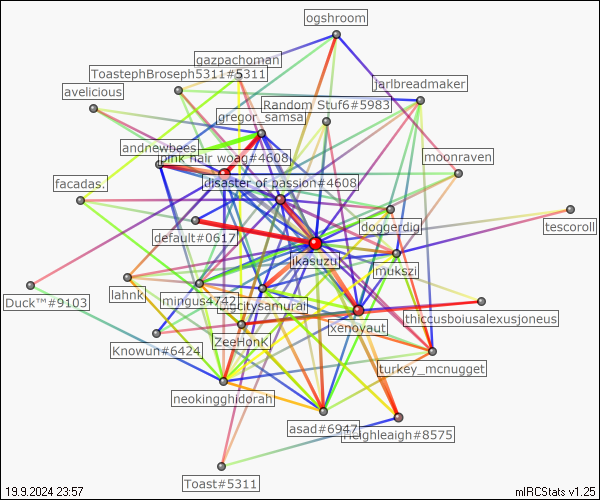 ogshroom
gazpachoman
ToastephBroseph5311#5311
jarlbreadmaker
avelicious
Random Stuf6#5983
gregor_samsa
andnewbees
pink hair woag#4608
moonraven
disaster of passion#4608
facadas.
doggerdig
tescoroll
default#0617
ikasuzu
mukszi
lahnk
mingus4742
bigcitysamurai
Duck™#9103
xenoyaut
thiccusboiusalexusjoneus
Knowun#6424
ZeeHonK
turkey_mcnugget
neokingghidorah
asad#6947
#8575
Toast#5311
19.9.2024 23:57
mIRCStats v1.25